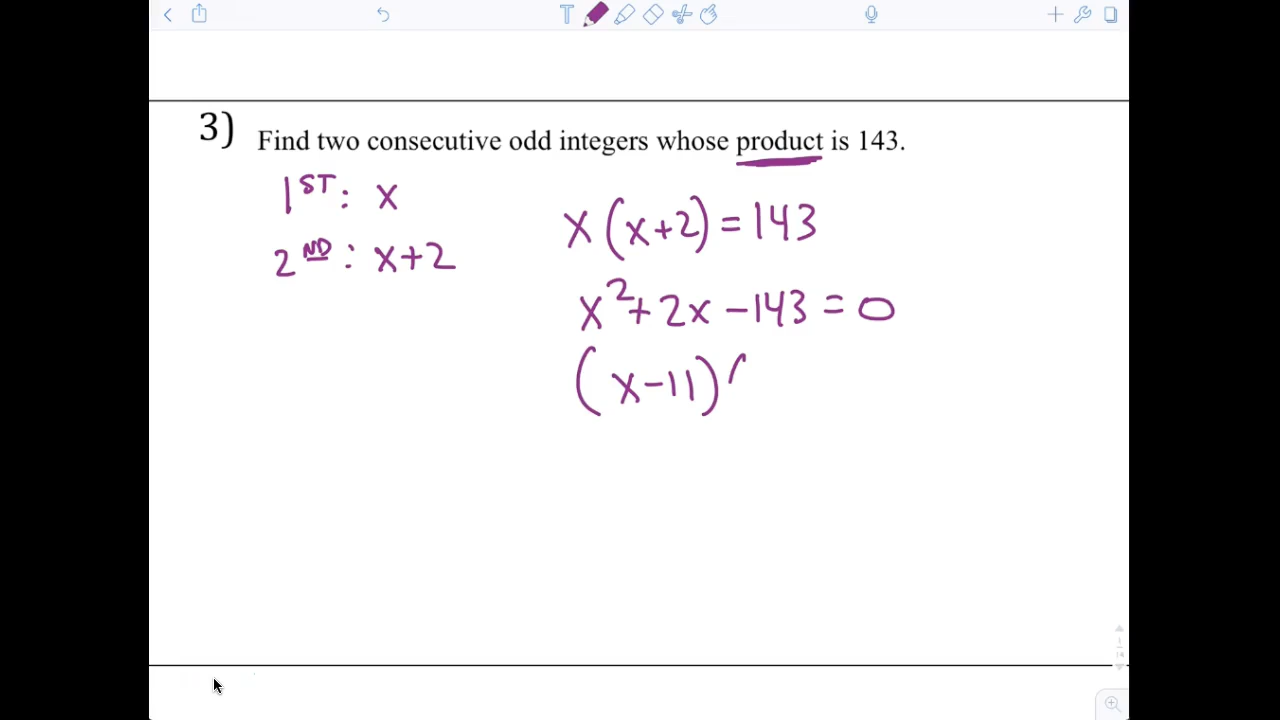 3) Find two consecutive odd integers whose product is 143.
1ST: x
2ND: x+2
x(x+2)=143
x²+2x-143=0
(x-11)(